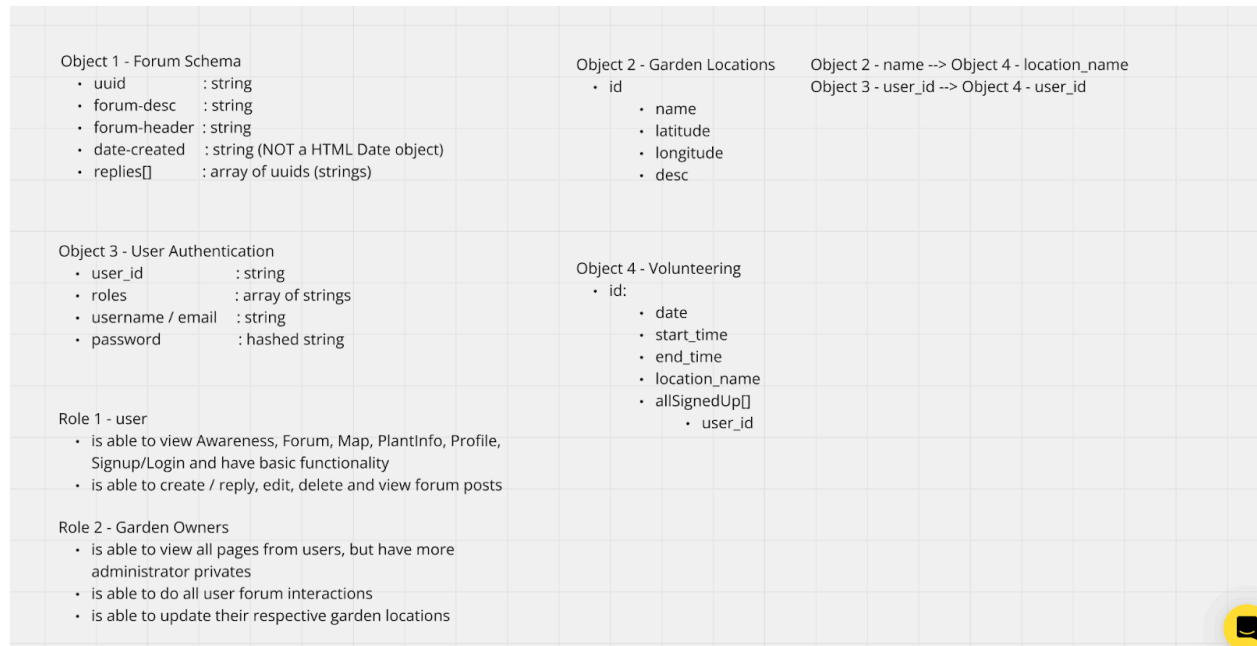 Object 1 - Forum Schema
• uuid : string
• forum-desc : string
• forum-header : string
• date-created : string (NOT a HTML Date object)
• replies[] : array of uuids (strings)
Object 2 - Garden Locations
• id
• name
• latitude
• longitude
• desc
Object 2 - name --> Object 4 - location_name
Object 3 - user_id --> Object 4 - user_id
Object 3 - User Authentication
• user_id : string
• roles : array of strings
• username / email : string
• password : hashed string
Object 4 - Volunteering
• id:
• date
• start_time
• end_time
• location_name
• allSignedUp[]
• user_id
Role 1 - user
• is able to view Awareness, Forum, Map, PlantInfo, Profile,
Signup/Login and have basic functionality
• is able to create / reply, edit, delete and view forum posts
Role 2 - Garden Owners
• is able to view all pages from users, but have more
administrator privates
• is able to do all user forum interactions
• is able to update their respective garden locations